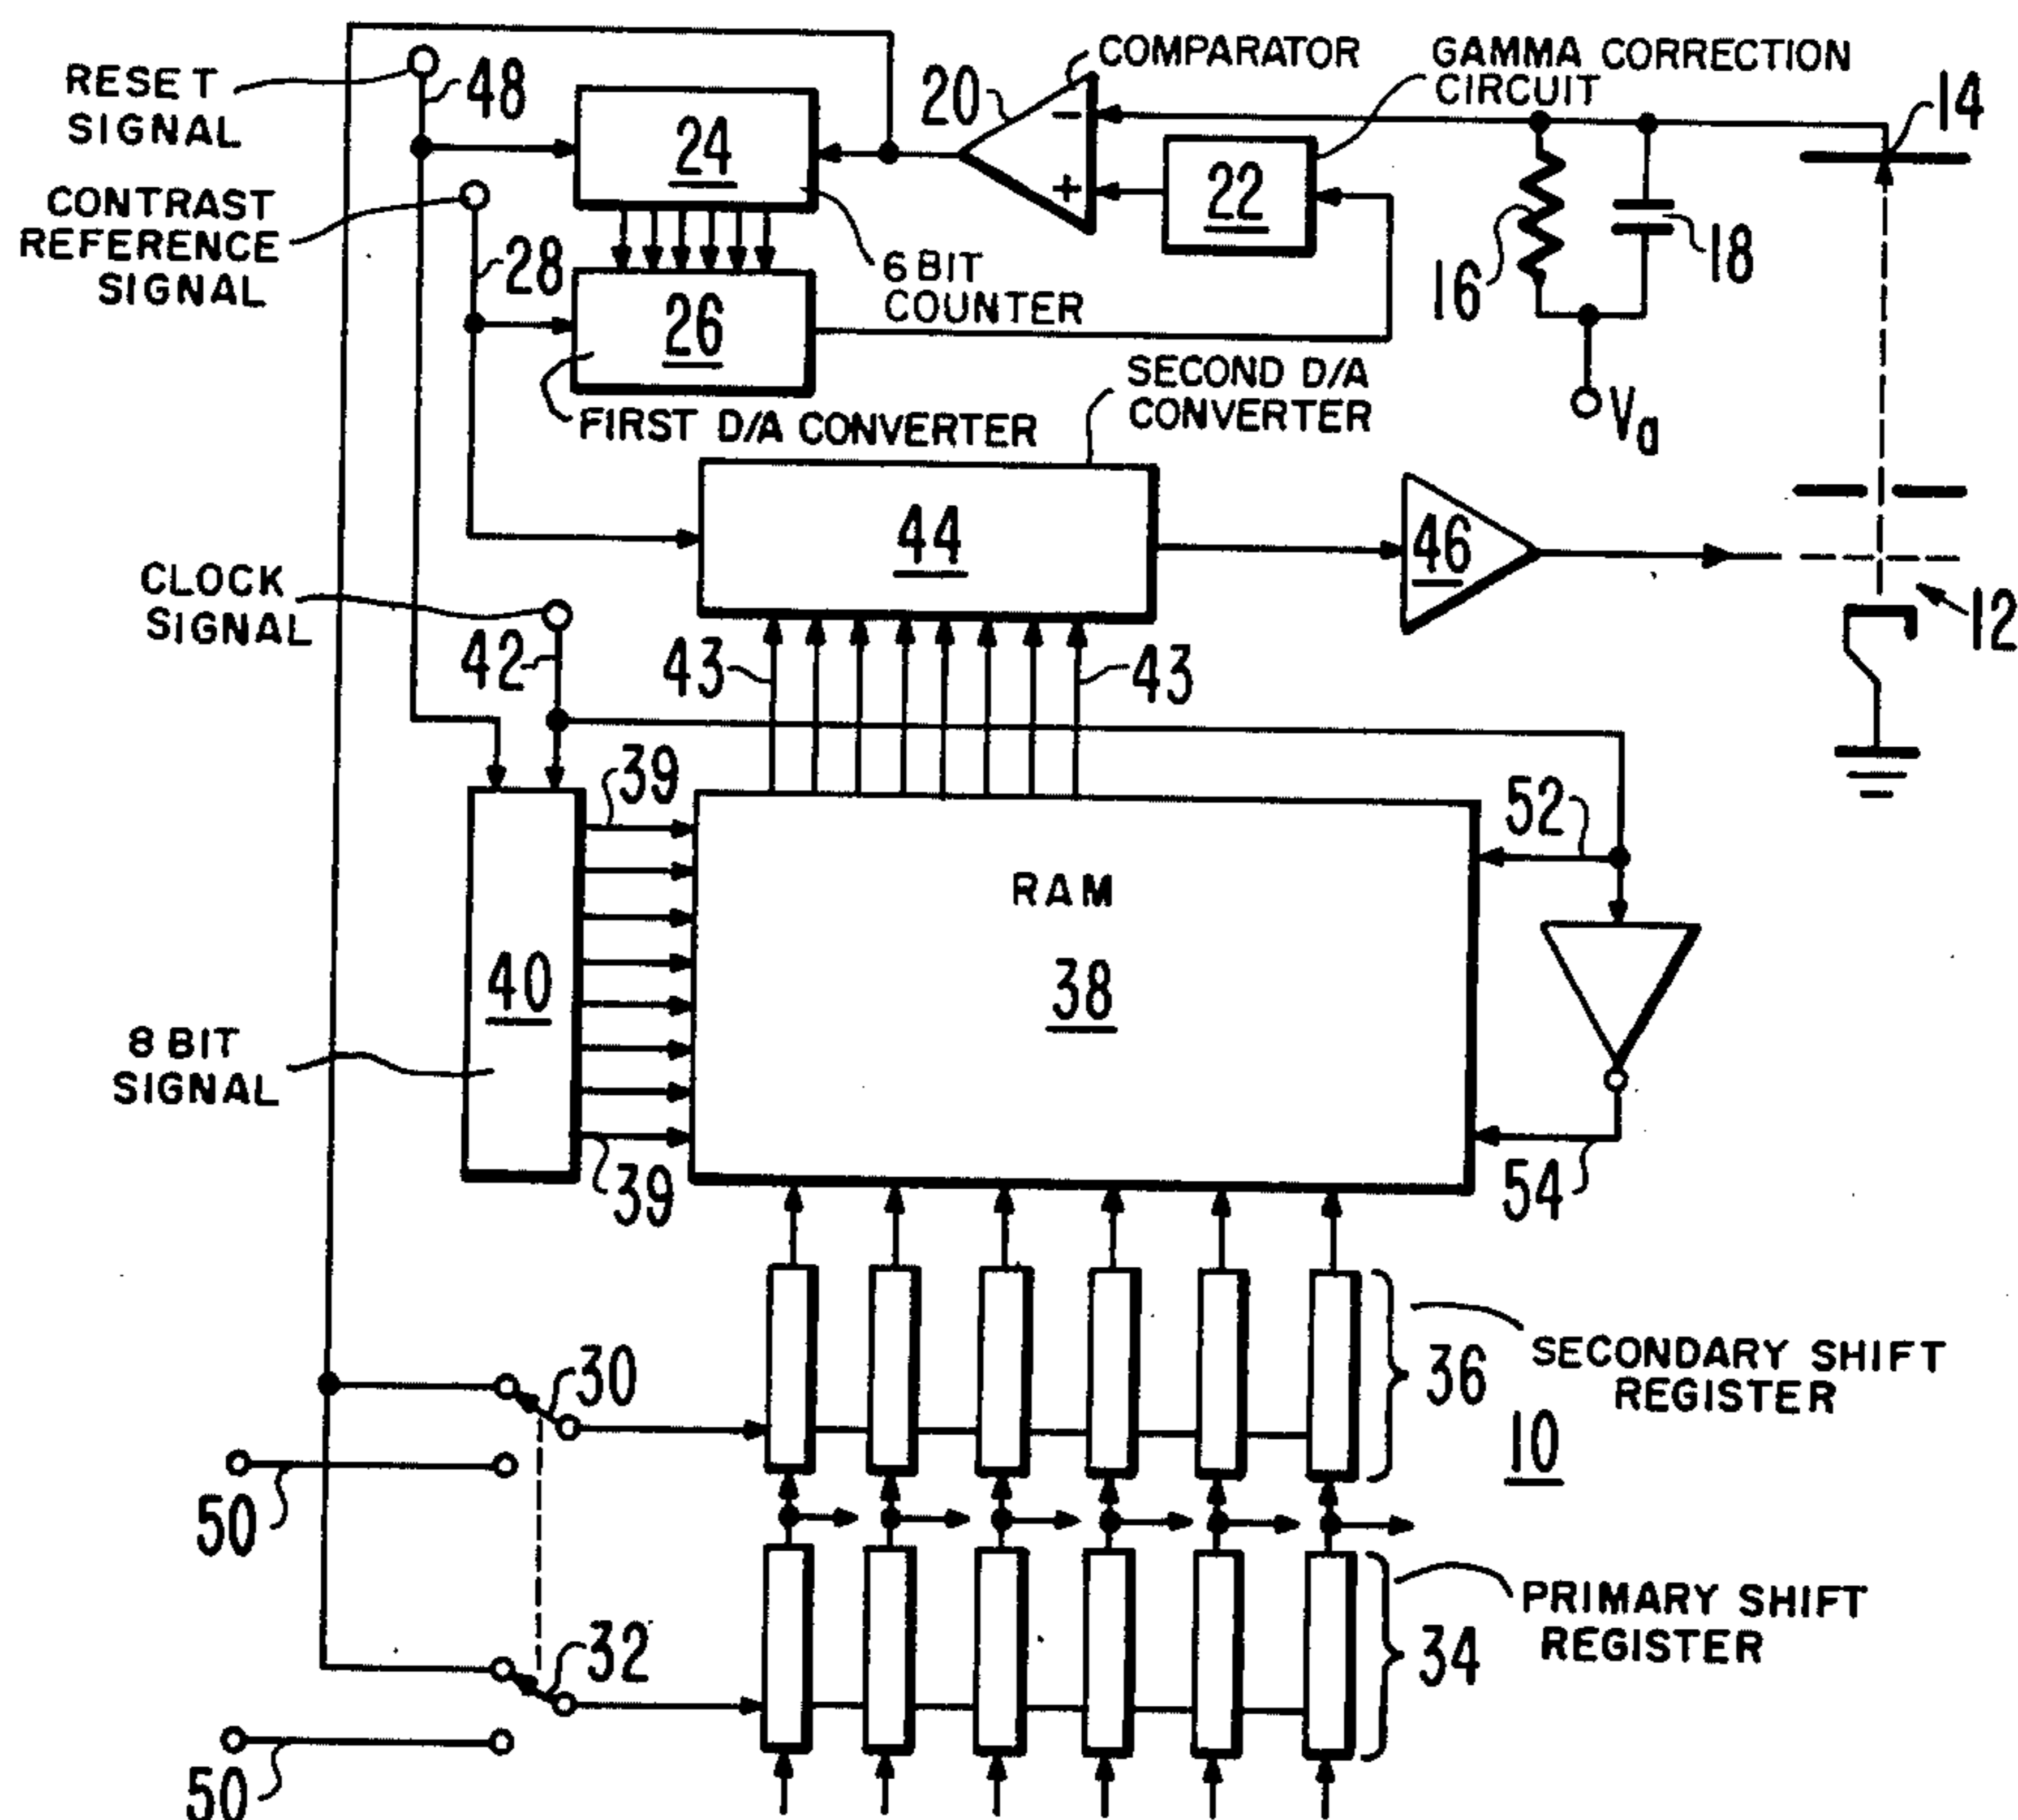 RESET
SIGNAL
48
24
20
COMPARATOR
GAMMA CORRECTION
CIRCUIT
14
-
+
22
CONTRAST
REFERENCE
SIGNAL
28
26
6 BIT
COUNTER
16
18
Va
FIRST D/A CONVERTER
SECOND D/A
CONVERTER
44
46
12
CLOCK
SIGNAL
42
43
43
39
52
RAM
38
40
8 BIT
SIGNAL
39
54
30
36
SECONDARY SHIFT
REGISTER
10
50
32
34
PRIMARY SHIFT
REGISTER
50